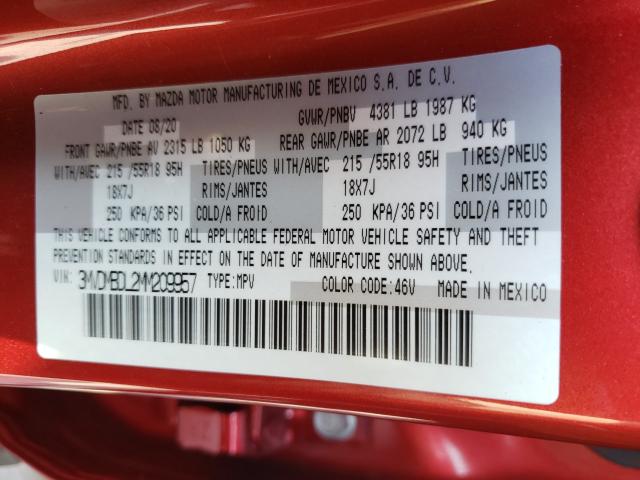 MFD. BY MAZDA MOTOR MANUFACTURING DE MEXICO S.A. DE C.V.
DATE 08/20 GVWR/PNBV 4381 LB 1987 KG
FRONT GAWR/PNBE AV 2315 LB 1050 KG REAR GAWR/PNBE AR 2072 LB 940 KG
WITH/AVEC 215 /55R18 95H TIRES/PNEUS WITH/AVEC 215 /55R18 95H TIRES/PNEUS
18X7J RIMS/JANTES 18X7J RIMS/JANTES
250 KPA/36 PSI COLD/A FROID 250 KPA/36 PSI COLD/A FROID
THIS VEHICLE CONFORMS TO ALL APPLICABLE FEDERAL MOTOR VEHICLE SAFETY AND THEFT
PREVENTION STANDARDS IN EFFECT ON THE DATE OF MANUFACTURE SHOWN ABOVE.
VIN: 3MVDMBDL2MM209957 TYPE:MPV COLOR CODE:46V MADE IN MEXICO